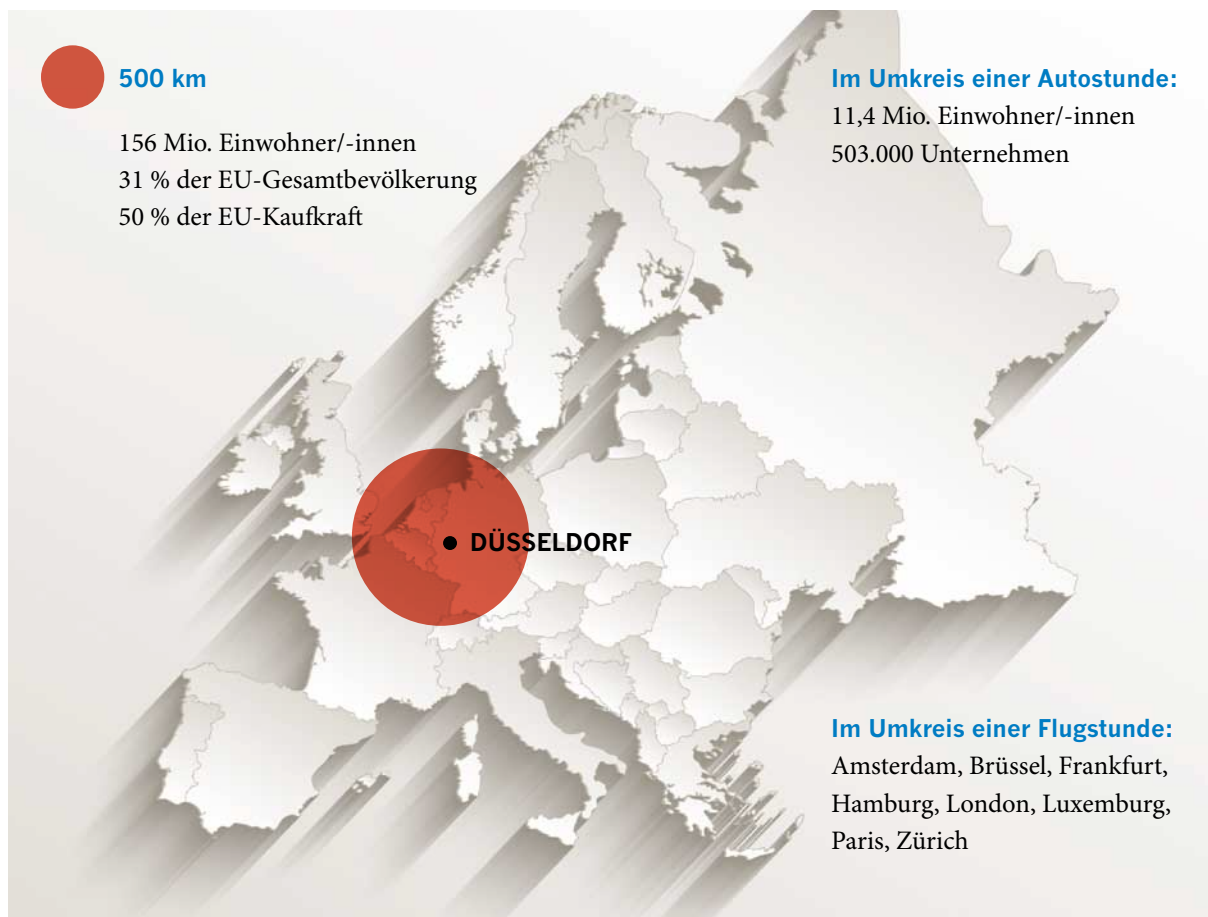 500 km
156 Mio. Einwohner/-innen
31 % der EU-Gesamtbevölkerung
50 % der EU-Kaufkraft
Im Umkreis einer Autostunde:
11,4 Mio. Einwohner/-innen
503.000 Unternehmen
DÜSSELDORF
Im Umkreis einer Flugstunde:
Amsterdam, Brüssel, Frankfurt,
Hamburg, London, Luxemburg,
Paris, Zürich